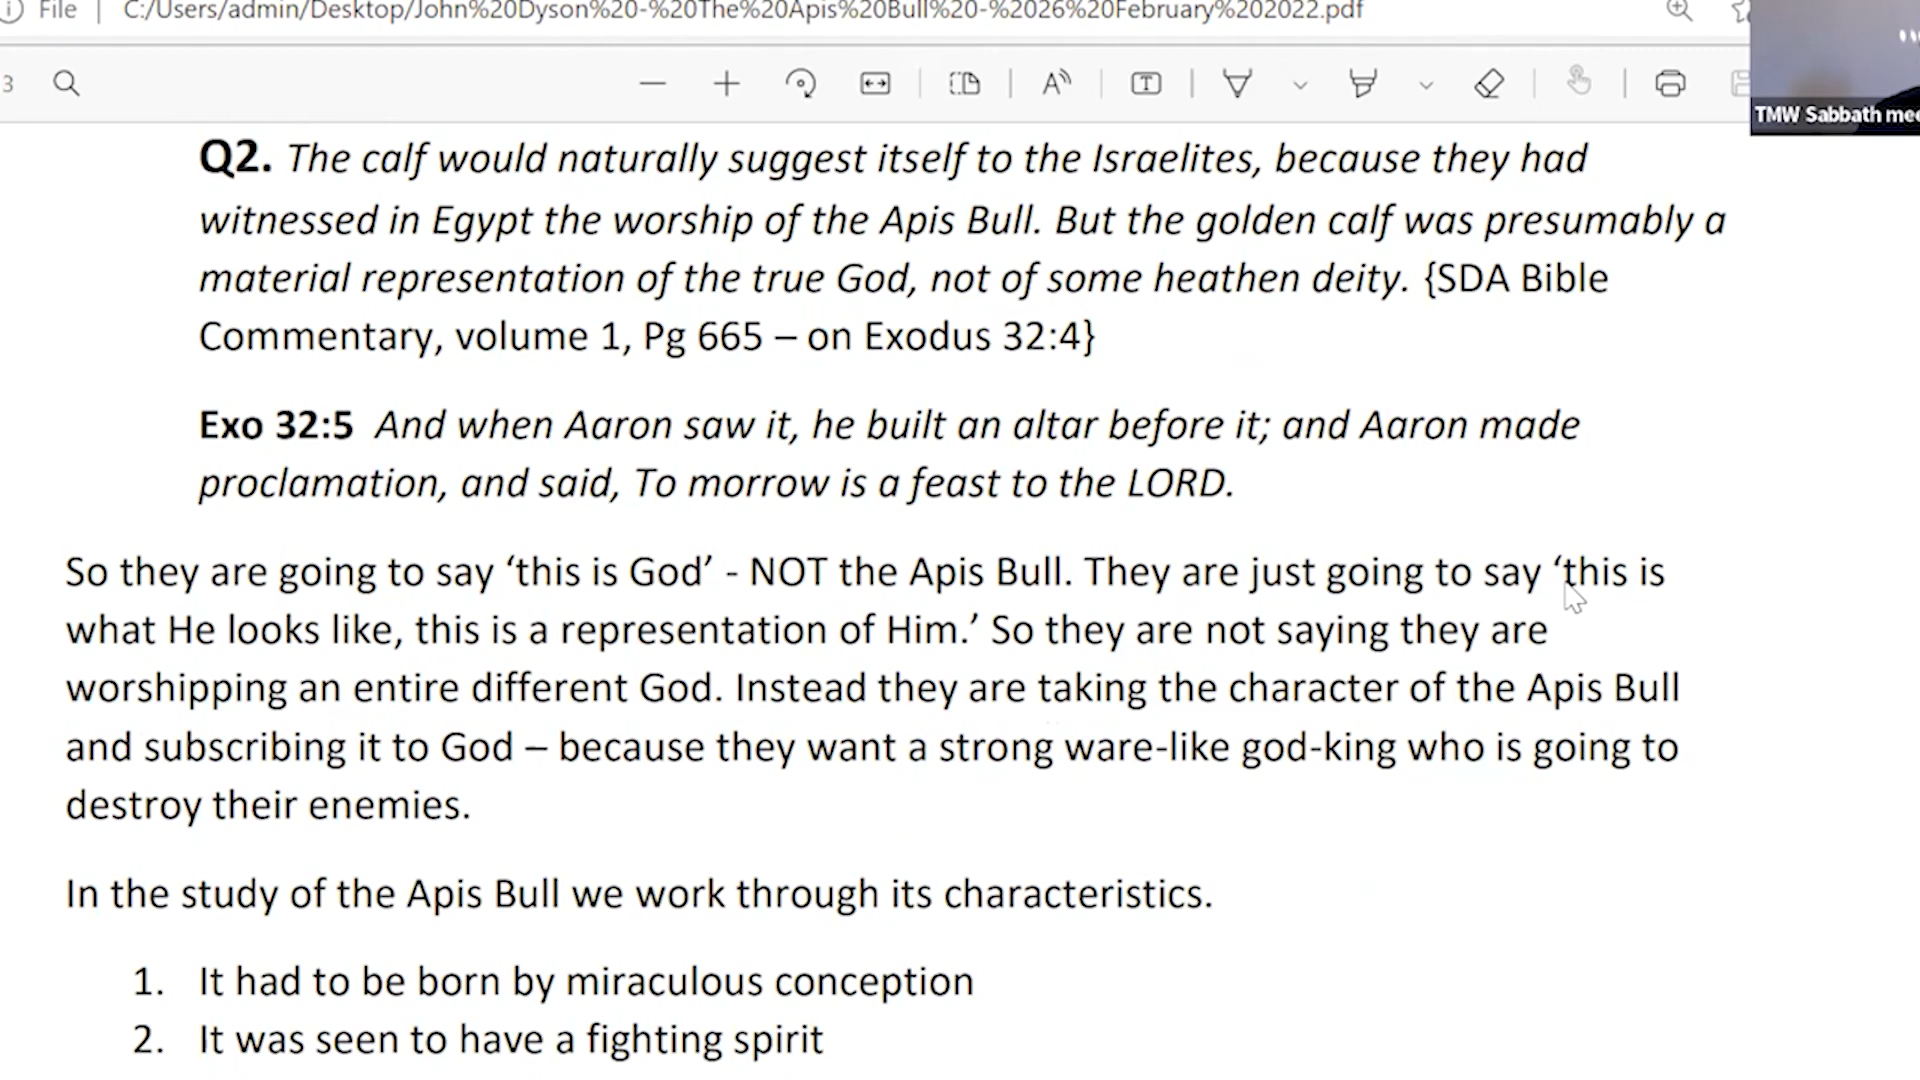 File | C:/Users/admin/Desktop/John%20Dyson%20-%20The%20Apis%20Bull%20-%2026%20February%202022.pdf
3
TMW Sabbath mee
Q2. The calf would naturally suggest itself to the Israelites, because they had
witnessed in Egypt the worship of the Apis Bull. But the golden calf was presumably a
material representation of the true God, not of some heathen deity. {SDA Bible
Commentary, volume 1, Pg 665 – on Exodus 32:4}
Exo 32:5 And when Aaron saw it, he built an altar before it; and Aaron made
proclamation, and said, To morrow is a feast to the LORD.
So they are going to say ‘this is God’ - NOT the Apis Bull. They are just going to say ‘this is
what He looks like, this is a representation of Him.’ So they are not saying they are
worshipping an entire different God. Instead they are taking the character of the Apis Bull
and subscribing it to God – because they want a strong ware-like god-king who is going to
destroy their enemies.
In the study of the Apis Bull we work through its characteristics.
1. It had to be born by miraculous conception
2. It was seen to have a fighting spirit